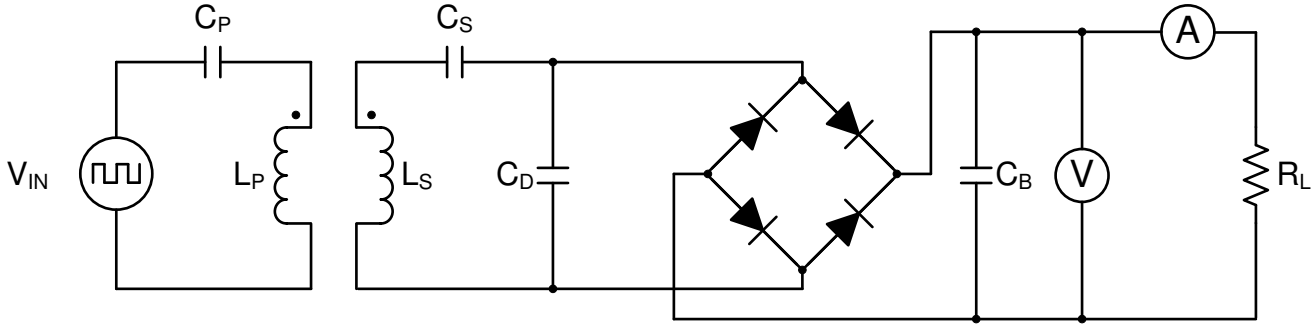 C_P
C_S
A
V_IN
L_P
L_S
C_D
C_B
V
R_L